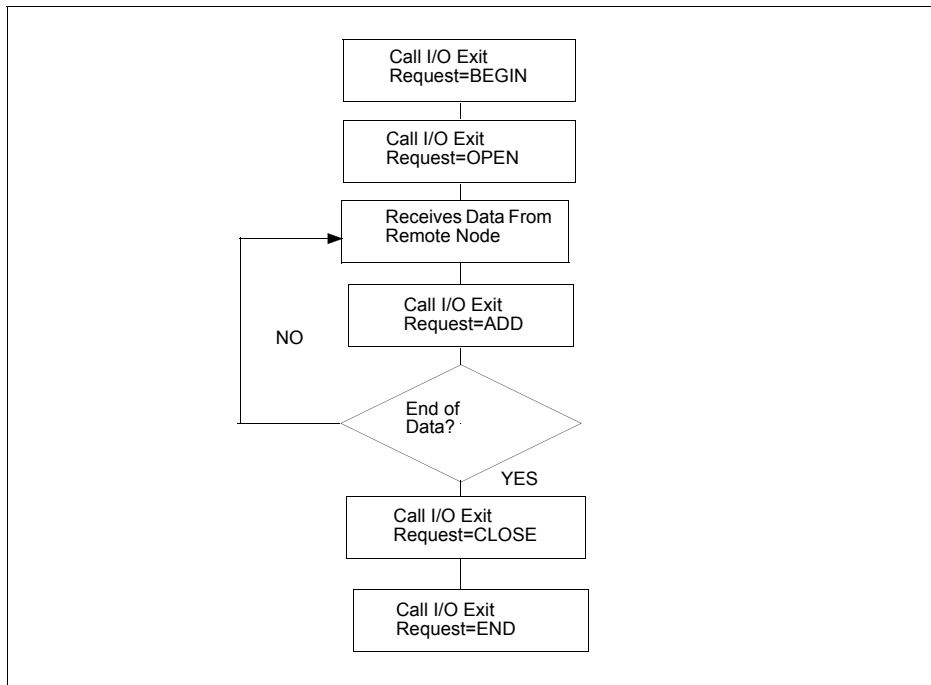 Call I/O Exit
Request=BEGIN
Call I/O Exit
Request=OPEN
Receives Data From
Remote Node
Call I/O Exit
Request=ADD
NO
End of
Data?
YES
Call I/O Exit
Request=CLOSE
Call I/O Exit
Request=END